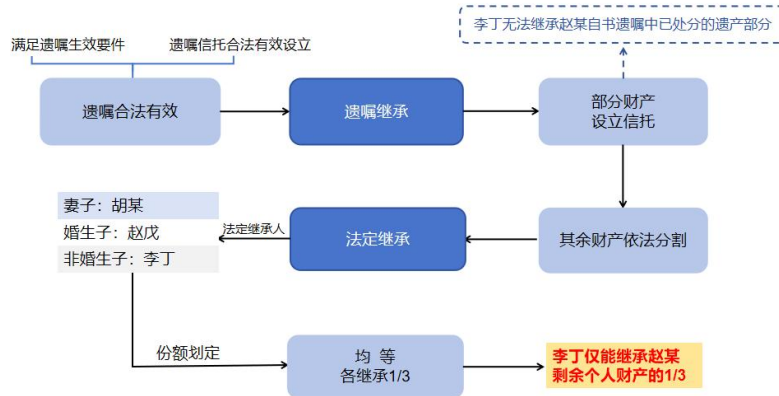 李丁无法继承赵某自书遗嘱中已处分的遗产部分
满足遗嘱生效要件
遗嘱信托合法有效设立
遗嘱合法有效
遗嘱继承
部分财产
设立信托
妻子：胡某
婚生子：赵戊
非婚生子：李丁
法定继承人
法定继承
其余财产依法分割
份额划定
均 等
各继承1/3
李丁仅能继承赵某
剩余个人财产的1/3